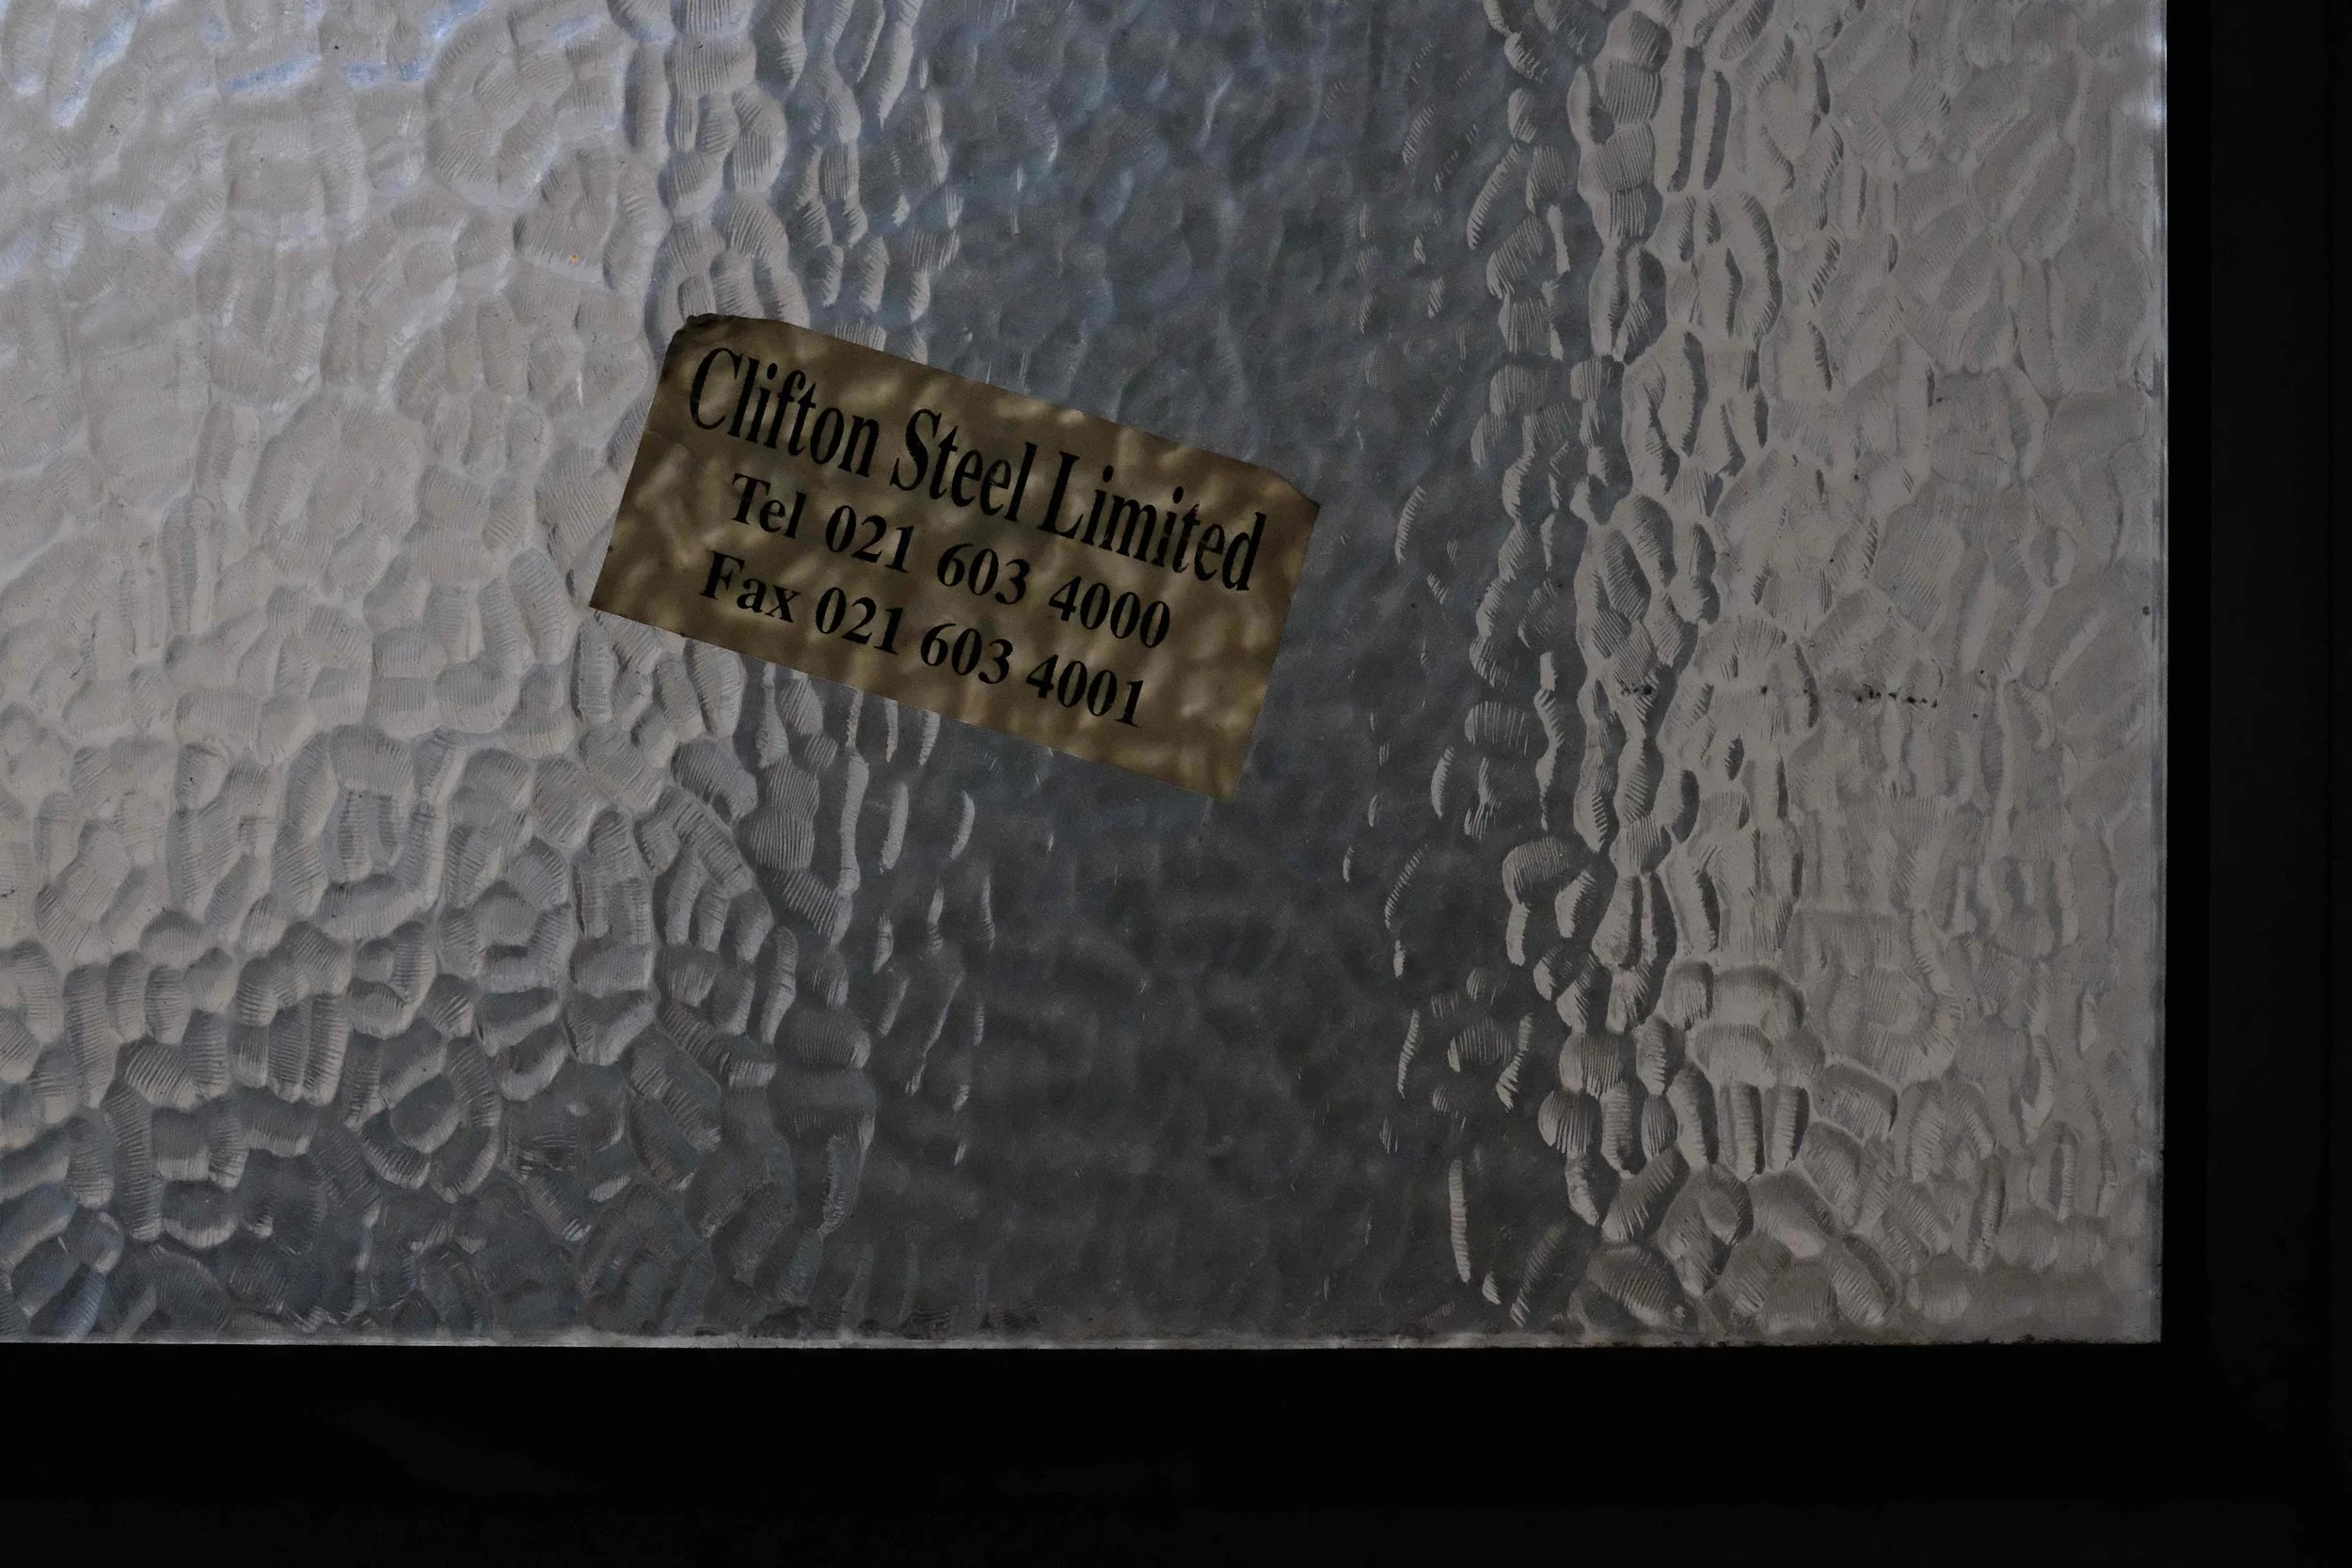 Clifton Steel Limited
Tel 021 603 4000
Fax 021 603 4001